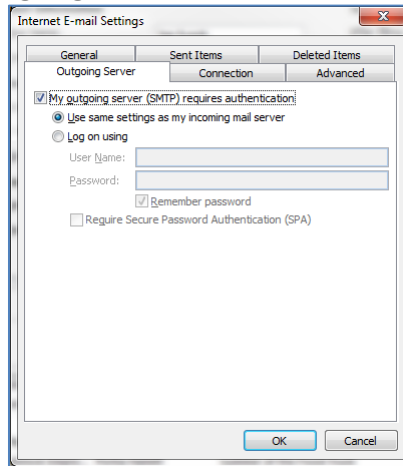 Internet E-mail Settings
General Sent Items Deleted Items
Outgoing Server Connection Advanced
My outgoing server (SMTP) requires authentication
Use same settings as my incoming mail server
Log on using
User Name:
Password:
Remember password
Require Secure Password Authentication (SPA)
OK Cancel